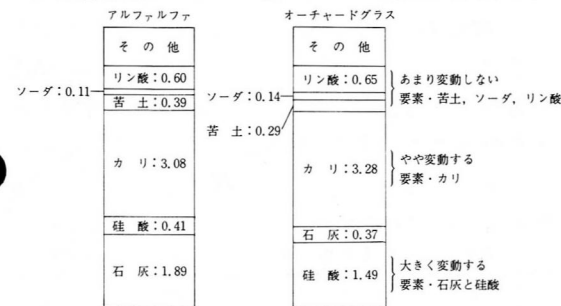 アルファルファ
その他
リン酸：0.60
ソーダ：0.11
苦土：0.39
カリ：3.08
硅酸：0.41
石灰：1.89
オーチャードグラス
その他
リン酸：0.65
ソーダ：0.14
苦土：0.29
カリ：3.28
石灰：0.37
硅酸：1.49
あまり変動しない
要素・苦土，ソーダ，リン酸
やや変動する
要素・カリ
大きく変動する
要素・石灰と硅酸